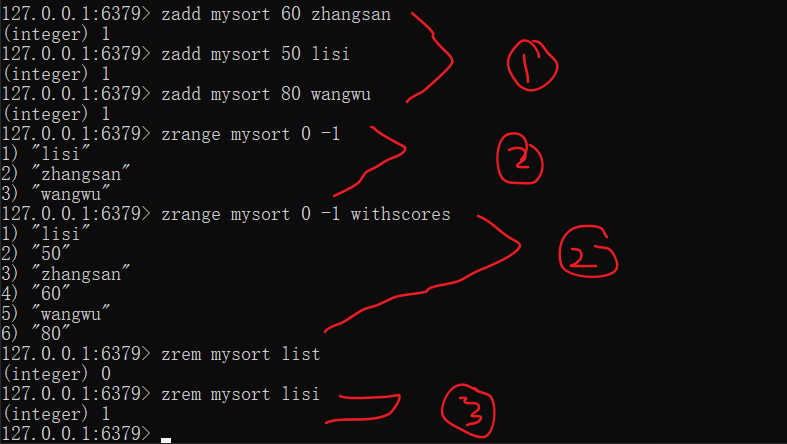 127.0.0.1:6379> zadd mysort 60 zhangsan
(integer) 1
127.0.0.1:6379> zadd mysort 50 lisi
(integer) 1
127.0.0.1:6379> zadd mysort 80 wangwu
(integer) 1
1
127.0.0.1:6379> zrange mysort 0 -1
1) "lisi"
2) "zhangsan"
3) "wangwu"
2
127.0.0.1:6379> zrange mysort 0 -1 withscores
1) "lisi"
2) "50"
3) "zhangsan"
4) "60"
5) "wangwu"
6) "80"
2
127.0.0.1:6379> zrem mysort list
(integer) 0
127.0.0.1:6379> zrem mysort lisi
(integer) 1
3
127.0.0.1:6379>